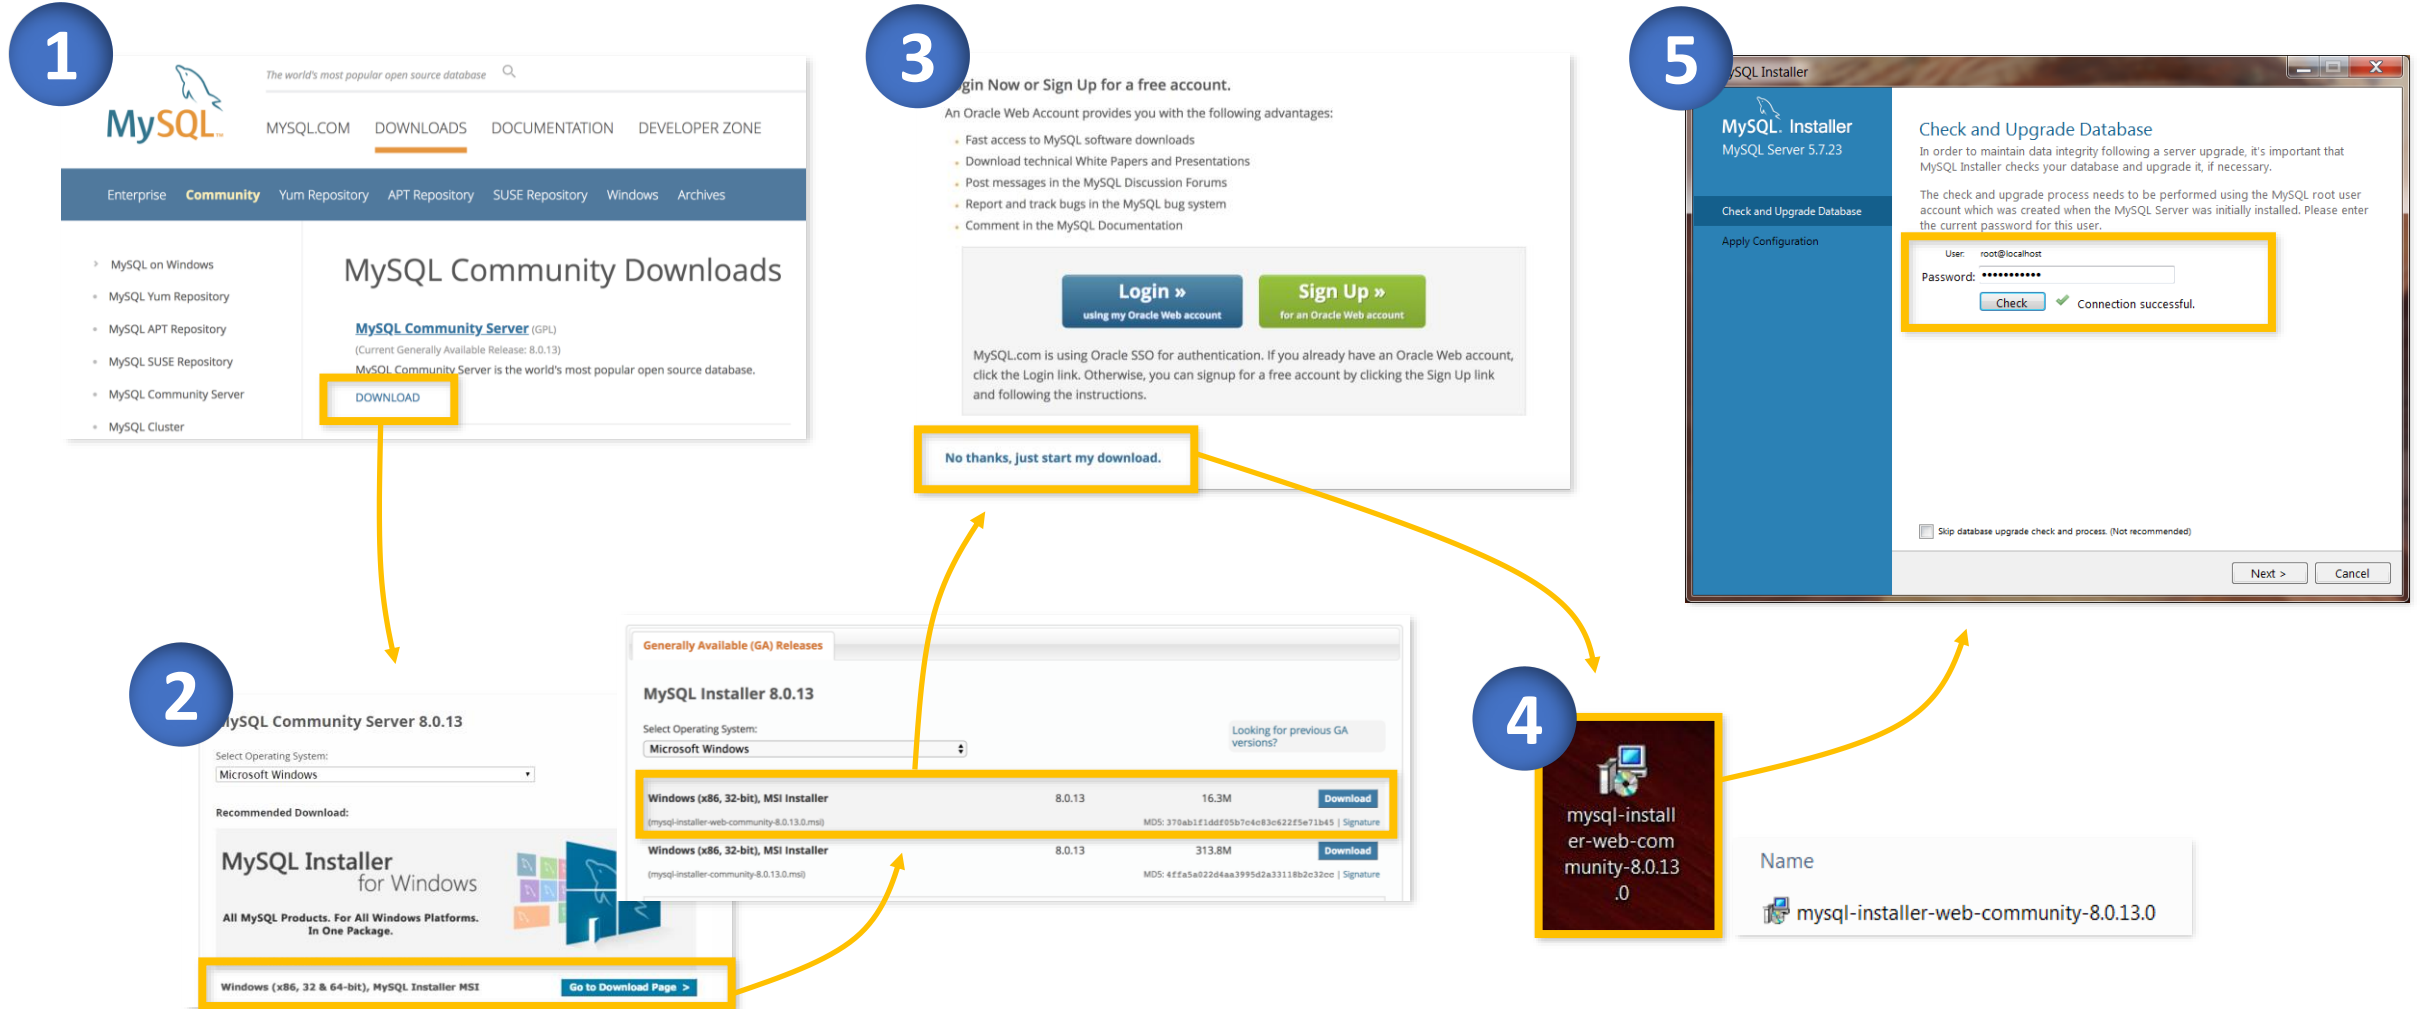 1
The world's most popular open source database
MySQL™
MYSQL.COM DOWNLOADS DOCUMENTATION DEVELOPER ZONE
Enterprise Community Yum Repository APT Repository SUSE Repository Windows Archives
MySQL on Windows
MySQL Yum Repository
MySQL APT Repository
MySQL SUSE Repository
MySQL Community Server
MySQL Cluster
MySQL Community Downloads
MySQL Community Server (GPL)
(Current Generally Available Release: 8.0.13)
MySQL Community Server is the world's most popular open source database.
DOWNLOAD
2
MySQL Community Server 8.0.13
Select Operating System:
Microsoft Windows
Recommended Download:
MySQL Installer
for Windows
All MySQL Products. For All Windows Platforms.
In One Package.
Windows (x86, 32 & 64-bit), MySQL Installer MSI Go to Download Page >
Generally Available (GA) Releases
MySQL Installer 8.0.13
Select Operating System:
Microsoft Windows
Looking for previous GA
versions?
Windows (x86, 32-bit), MSI Installer 8.0.13 16.3M Download
(mysql-installer-web-community-8.0.13.0.msi) MD5: 370ab1f1ddf05b7c4c83c622f5e71b45 | Signature
Windows (x86, 32-bit), MSI Installer 8.0.13 313.8M Download
(mysql-installer-community-8.0.13.0.msi) MD5: 4ffa5a022d4aa3995d2a33118b2c32cc | Signature
3
Login Now or Sign Up for a free account.
An Oracle Web Account provides you with the following advantages:
Fast access to MySQL software downloads
Download technical White Papers and Presentations
Post messages in the MySQL Discussion Forums
Report and track bugs in the MySQL bug system
Comment in the MySQL Documentation
Login »
using my Oracle Web account
Sign Up »
for an Oracle Web account
MySQL.com is using Oracle SSO for authentication. If you already have an Oracle Web account,
click the Login link. Otherwise, you can signup for a free account by clicking the Sign Up link
and following the instructions.
No thanks, just start my download.
4
mysql-install
er-web-com
munity-8.0.13
.0
Name
mysql-installer-web-community-8.0.13.0
5
MySQL Installer
MySQL. Installer
MySQL Server 5.7.23
Check and Upgrade Database
Apply Configuration
Check and Upgrade Database
In order to maintain data integrity following a server upgrade, it's important that
MySQL Installer checks your database and upgrade it, if necessary.
The check and upgrade process needs to be performed using the MySQL root user
account which was created when the MySQL Server was initially installed. Please enter
the current password for this user.
User: root@localhost
Password: •••••••••••
Check Connection successful.
Skip database upgrade check and process. (Not recommended)
Next > Cancel